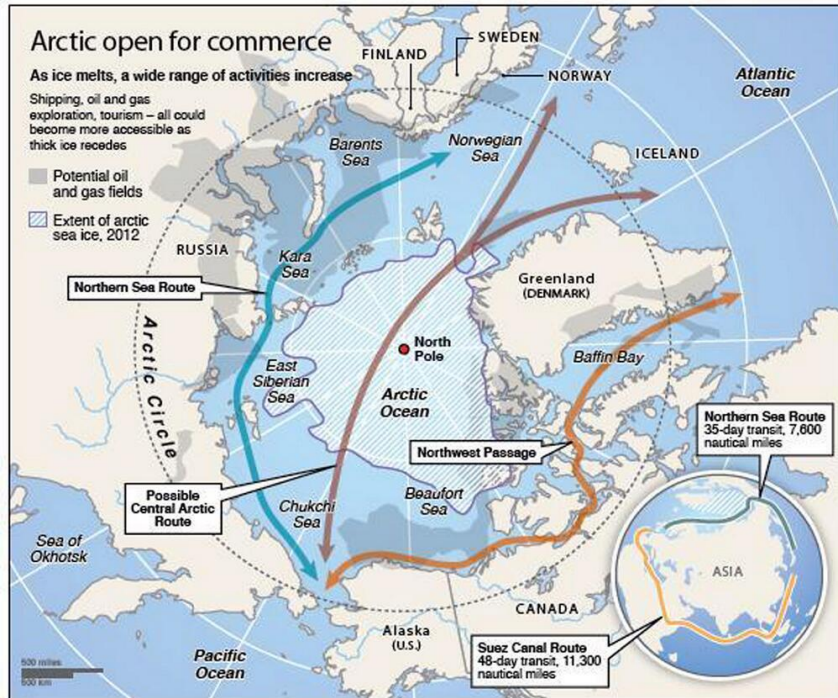 Arctic open for commerce
As ice melts, a wide range of activities increase
Shipping, oil and gas
exploration, tourism – all could
become more accessible as
thick ice recedes
Potential oil
and gas fields
Extent of arctic
sea ice, 2012
FINLAND
SWEDEN
NORWAY
Atlantic
Ocean
Barents
Sea
Norwegian
Sea
ICELAND
RUSSIA
Kara
Sea
Northern Sea Route
Greenland
(DENMARK)
Arctic Circle
North
Pole
Baffin Bay
East
Siberian
Sea
Arctic
Ocean
Northern Sea Route
35-day transit, 7,600
nautical miles
Northwest Passage
Possible
Central Arctic
Route
Chukchi
Sea
Beaufort
Sea
Sea of
Okhotsk
ASIA
CANADA
Alaska
(U.S.)
Suez Canal Route
48-day transit, 11,300
nautical miles
Pacific
Ocean
500 miles
500 km